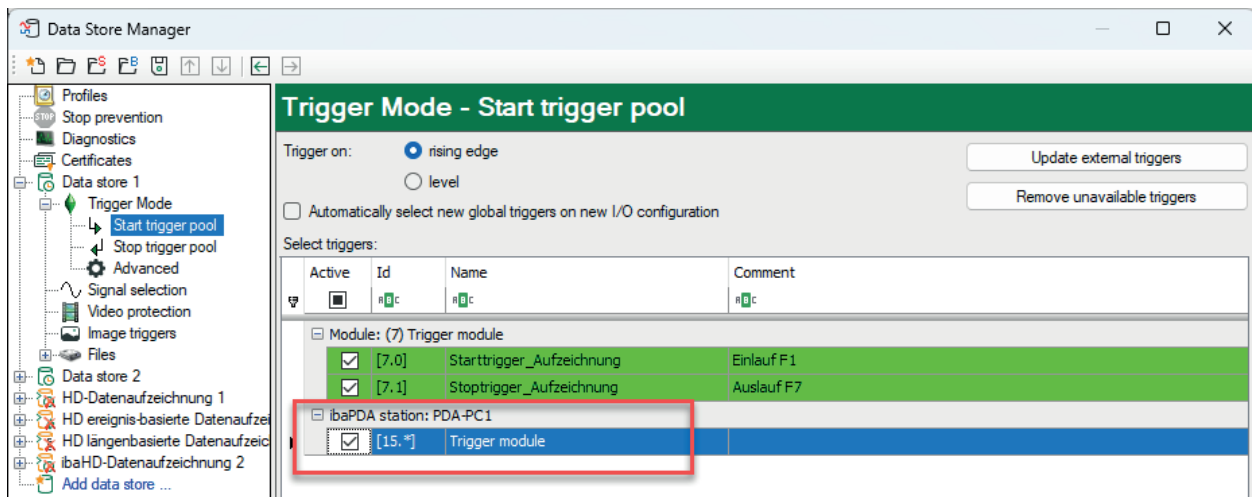 Data Store Manager
Profiles
Stop prevention
Diagnostics
Certificates
Data store 1
Trigger Mode
Start trigger pool
Stop trigger pool
Advanced
Signal selection
Video protection
Image triggers
Files
Data store 2
HD-Datenaufzeichnung 1
HD ereignis-basierte Datenaufzei
HD längenbasierte Datenaufzeic
ibaHD-Datenaufzeichnung 2
Add data store ...
Trigger Mode - Start trigger pool
Trigger on: rising edge
level
Update external triggers
Remove unavailable triggers
Automatically select new global triggers on new I/O configuration
Select triggers:
Active Id Name Comment
ABC ABC ABC
Module: (7) Trigger module
[7.0] Starttrigger_Aufzeichnung Einlauf F1
[7.1] Stoptrigger_Aufzeichnung Auslauf F7
ibaPDA station: PDA-PC1
[15.*] Trigger module